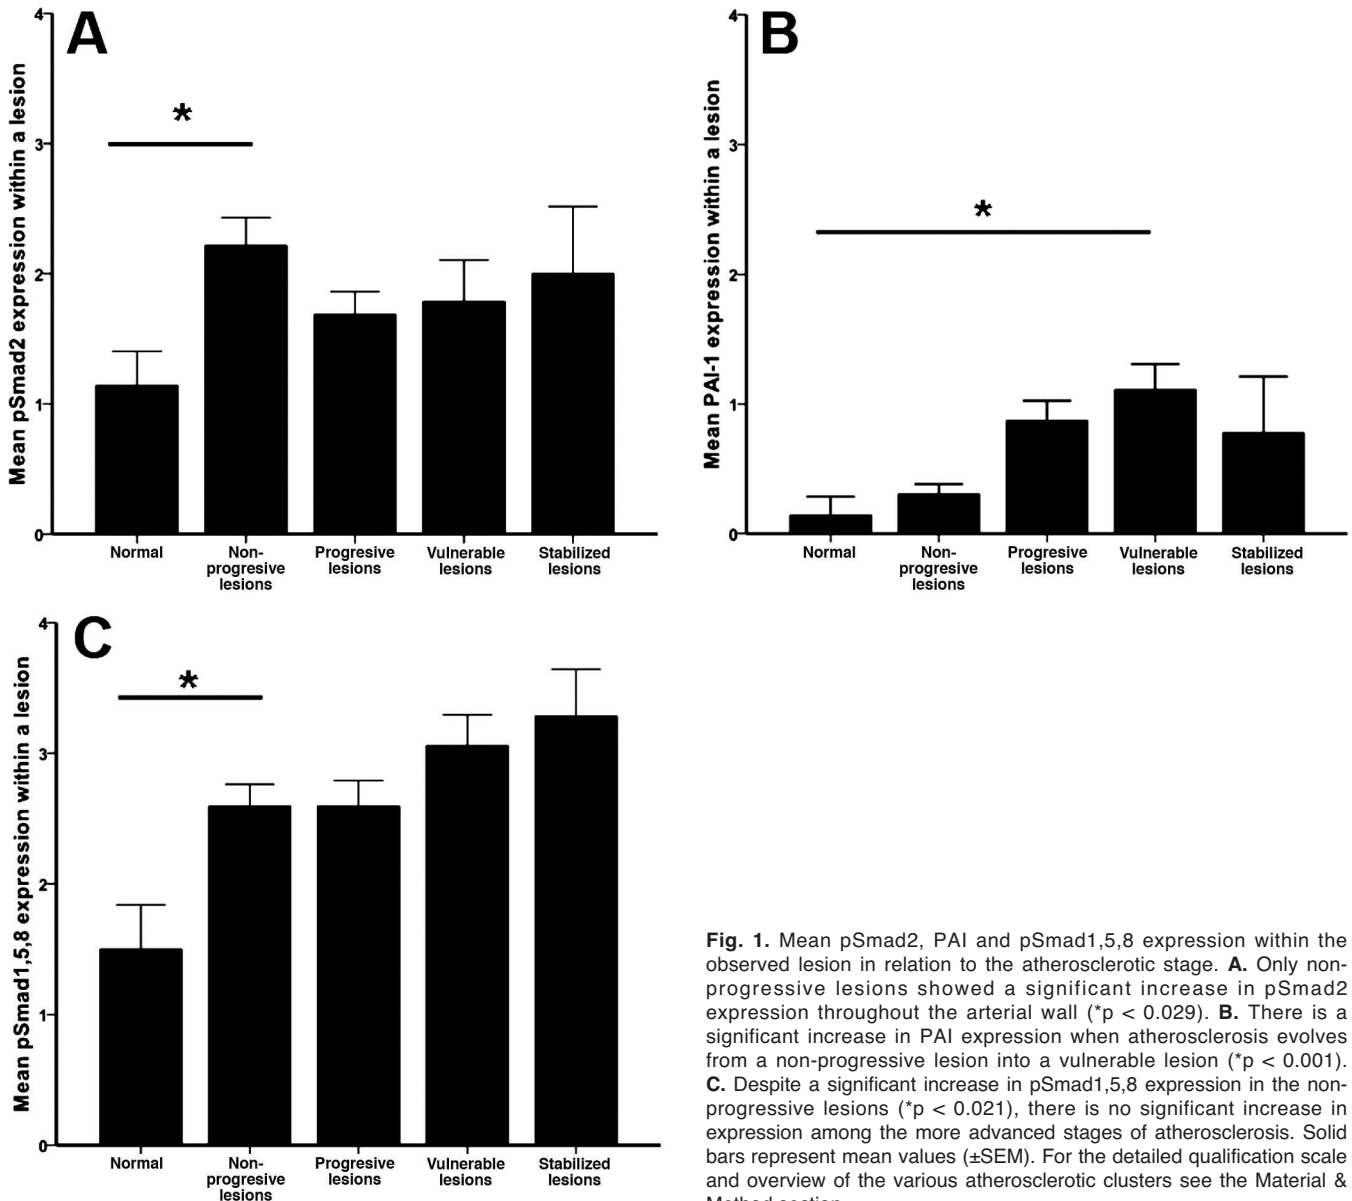 A
Mean pSmad2 expression within a lesion
4
3
2
1
0
*
Normal
Non-
progresive
lesions
Progresive
lesions
Vulnerable
lesions
Stabilized
lesions
B
Mean PAI-1 expression within a lesion
4
3
2
1
0
*
Normal
Non-
progresive
lesions
Progresive
lesions
Vulnerable
lesions
Stabilized
lesions
C
Mean pSmad1,5,8 expression within a lesion
4
3
2
1
0
*
Normal
Non-
progresive
lesions
Progresive
lesions
Vulnerable
lesions
Stabilized
lesions
Fig. 1. Mean pSmad2, PAI and pSmad1,5,8 expression within the
observed lesion in relation to the atherosclerotic stage. A. Only non-
progressive lesions showed a significant increase in pSmad2
expression throughout the arterial wall (*p < 0.029). B. There is a
significant increase in PAI expression when atherosclerosis evolves
from a non-progressive lesion into a vulnerable lesion (*p < 0.001).
C. Despite a significant increase in pSmad1,5,8 expression in the non-
progressive lesions (*p < 0.021), there is no significant increase in
expression among the more advanced stages of atherosclerosis. Solid
bars represent mean values (±SEM). For the detailed qualification scale
and overview of the various atherosclerotic clusters see the Material &